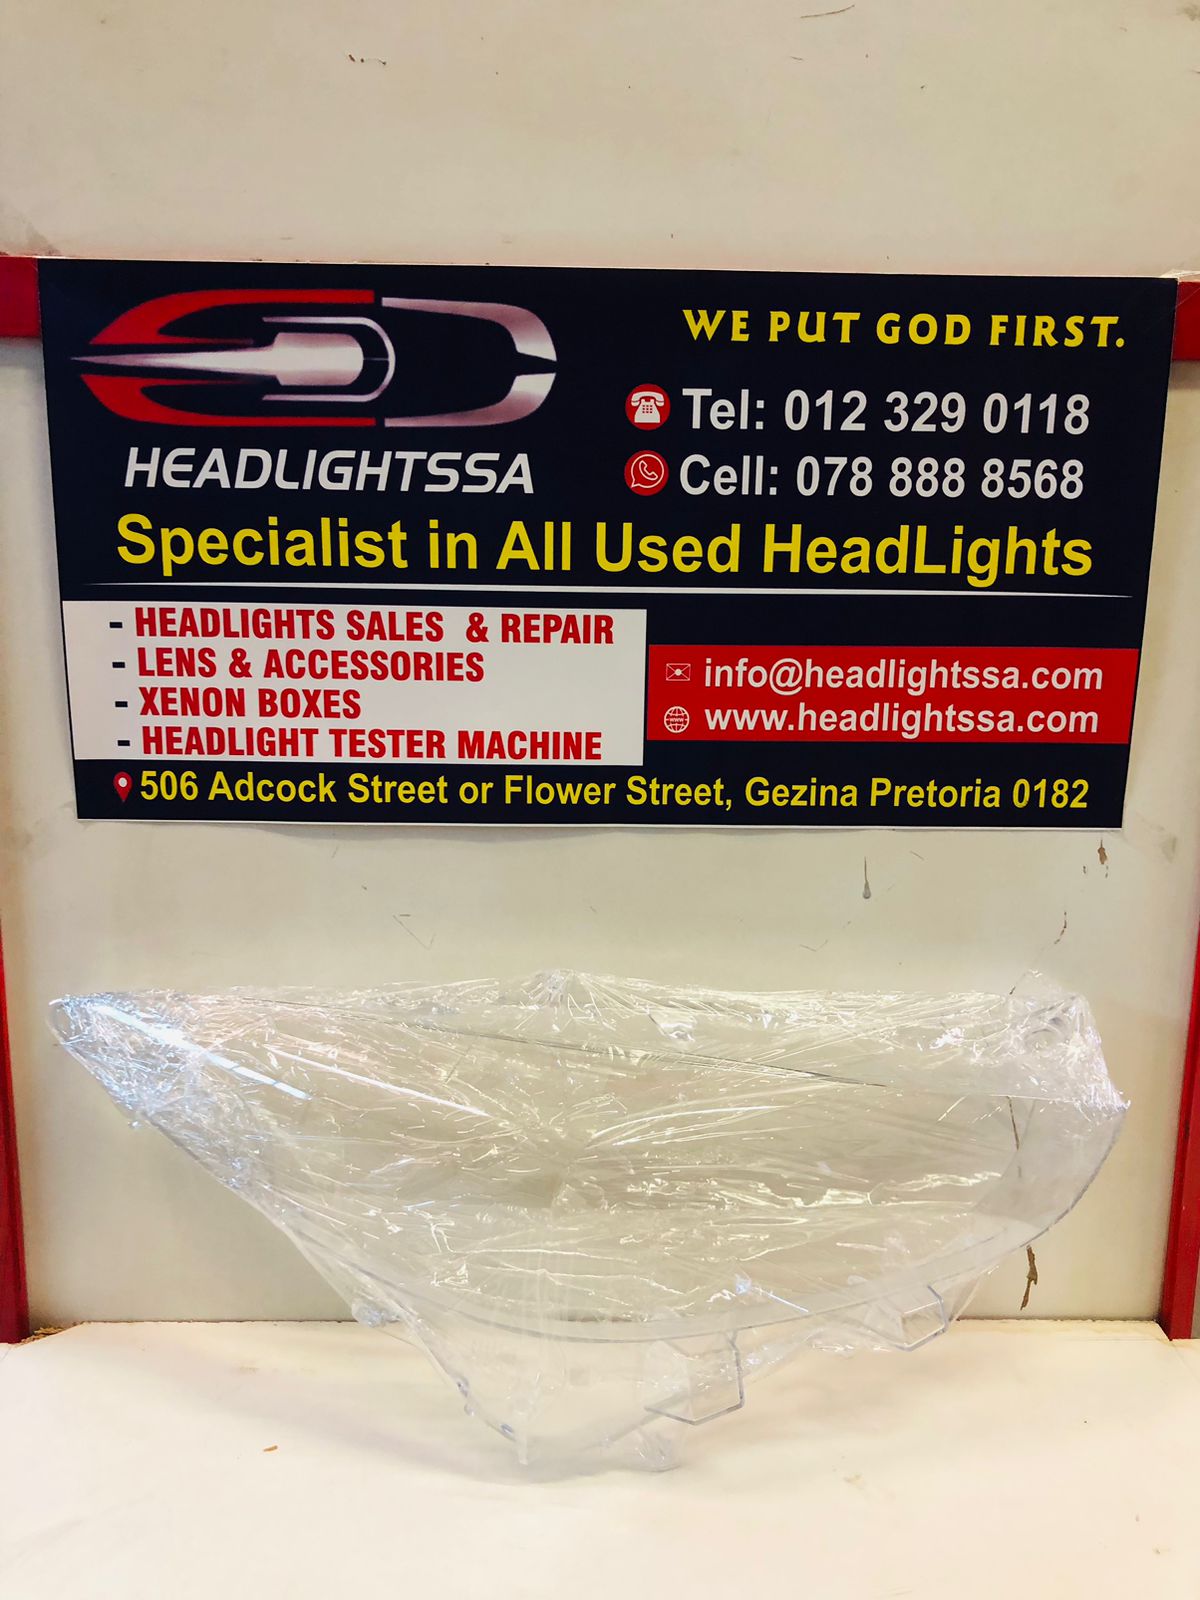 WE PUT GOD FIRST.
Tel: 012 329 0118
Cell: 078 888 8568
HEADLIGHTSSA
Specialist in All Used HeadLights
- HEADLIGHTS SALES & REPAIR
- LENS & ACCESSORIES
- XENON BOXES
- HEADLIGHT TESTER MACHINE
info@headlightssa.com
www.headlightssa.com
506 Adcock Street or Flower Street, Gezina Pretoria 0182